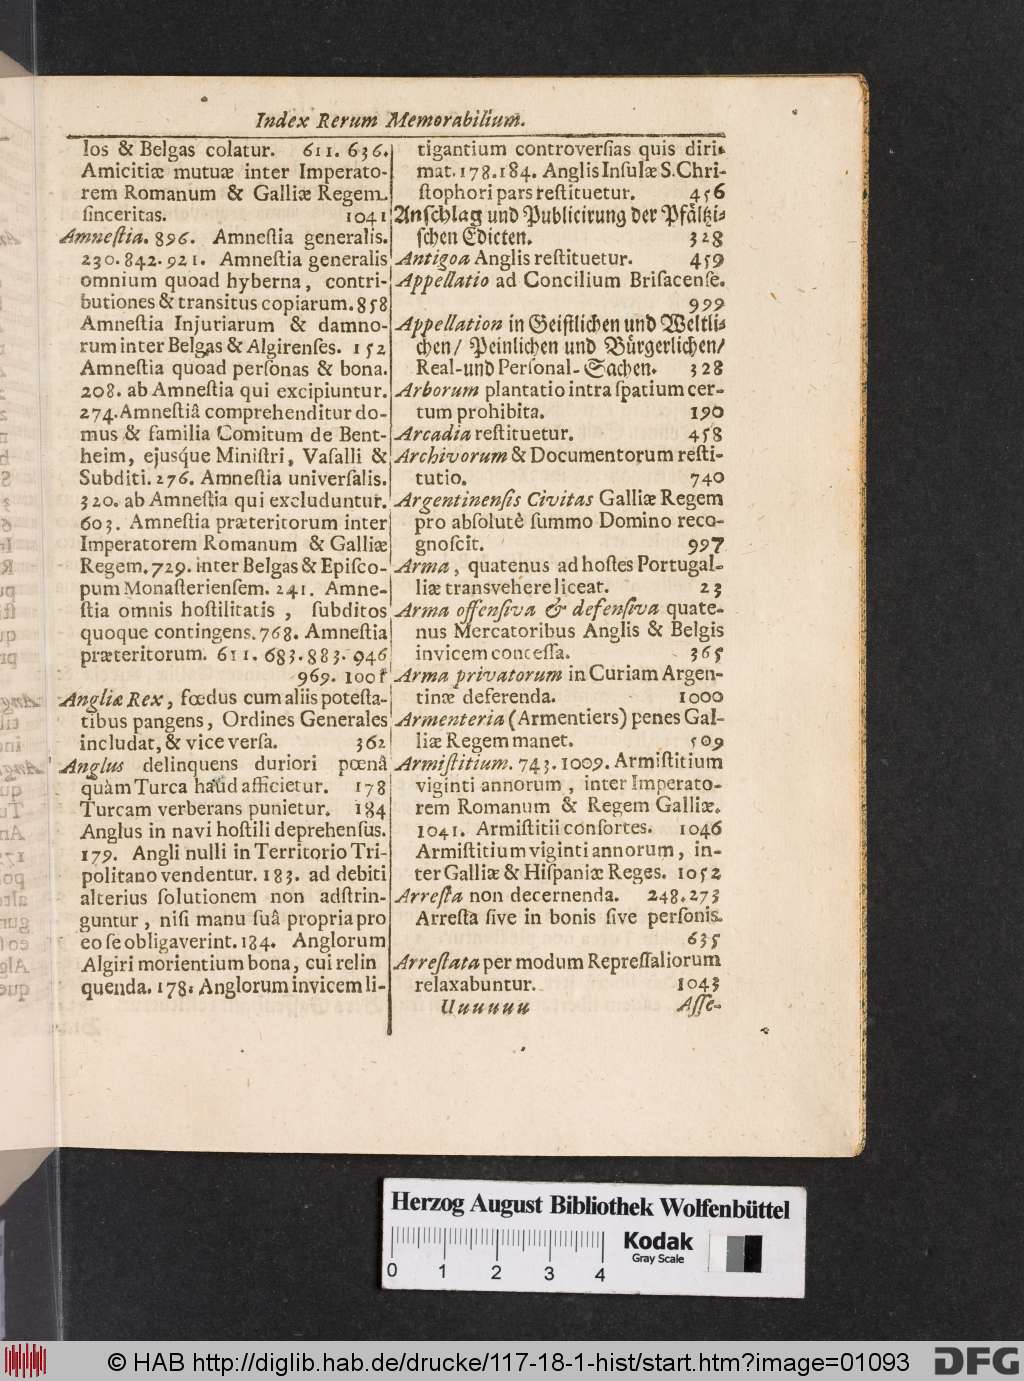 Index Rerum Memorabilium.
los & Belgas colatur. 611. 636.
Amicitiæ mutuæ inter Imperato-
rem Romanum & Galliæ Regem
sinceritas. 1041
Amnestia. 896. Amnestia generalis.
230. 842. 921. Amnestia generalis
omnium quoad hyberna, contri-
butiones & transitus copiarum. 858
Amnestia Injuriarum & damno-
rum inter Belgas & Algirenses. 152
Amnestia quoad personas & bona.
208. ab Amnestia qui excipiuntur.
274. Amnestiâ comprehenditur do-
mus & familia Comitum de Bent-
heim, ejusque Ministri, Vasalli &
Subditi. 276. Amnestia universalis.
320. ab Amnestia qui excluduntur.
603. Amnestia præteritorum inter
Imperatorem Romanum & Galliæ
Regem. 729. inter Belgas & Episco-
pum Monasteriensem. 241. Amne-
stia omnis hostilitatis, subditos
quoque contingens. 768. Amnestia
præteritorum. 611. 683. 883. 946
969. 1001
Angliæ Rex, fœdus cum aliis potesta-
tibus pangens, Ordines Generales
includat, & vice versa. 362
Anglus delinquens duriori pœnâ
quàm Turca haud afficietur. 178
Turcam verberans punietur. 184
Anglus in navi hostili deprehensus.
179. Angli nulli in Territorio Tri-
politano vendentur. 183. ad debiti
alterius solutionem non adstrin-
guntur, nisi manu suâ propria pro
eo se obligaverint. 184. Anglorum
Algiri morientium bona, cui relin
quenda. 178. Anglorum invicem li-
tigantium controversias quis diri-
mat. 178. 184. Anglis Insulæ S. Chri-
stophori pars restituetur. 456
Anschlag und Publicirung der Pfältzi-
schen Edicten. 328
Antigoa Anglis restituetur. 459
Appellatio ad Concilium Brisacense.
999
Appellation in Geistlichen und Weltli-
chen/ Peinlichen und Bürgerlichen/
Real- und Personal-Sachen. 328
Arborum plantatio intra spatium cer-
tum prohibita. 190
Arcadia restituetur. 458
Archivorum & Documentorum resti-
tutio. 740
Argentinensis Civitas Galliæ Regem
pro absolutè summo Domino reco-
gnoscit. 997
Arma, quatenus ad hostes Portugal-
liæ transvehere liceat. 23
Arma offensiva & defensiva quate-
nus Mercatoribus Anglis & Belgis
invicem concessa. 365
Arma privatorum in Curiam Argen-
tinæ deferenda. 1000
Armenteria (Armentiers) penes Gal-
liæ Regem manet. 509
Armistitium. 743. 1009. Armistitium
viginti annorum, inter Imperato-
rem Romanum & Regem Galliæ.
1041. Armistitii consortes. 1046
Armistitium viginti annorum, in-
ter Galliæ & Hispaniæ Reges. 1052
Arresta non decernenda. 248. 273
Arresta sive in bonis sive personis.
635
Arrestata per modum Repressaliorum
relaxabuntur. 1043
Uuuuuu Asse-
Herzog August Bibliothek Wolfenbüttel
0 1 2 3 4
Kodak
Gray Scale
© HAB http://diglib.hab.de/drucke/117-18-1-hist/start.htm?image=01093
DFG